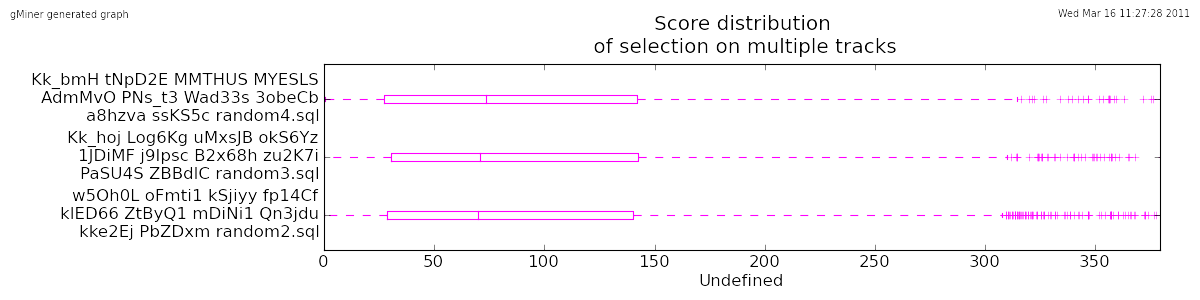 gMiner generated graph
Wed Mar 16 11:27:28 2011
Score distribution
of selection on multiple tracks
Kk_bmH tNpD2E MMTHUS MYESLS
AdmMvO PNs_t3 Wad33s 3obeCb
a8hzva ssKS5c random4.sql
Kk_hoj Log6Kg uMxsJB okS6Yz
1JDiMF j9Ipsc B2x68h zu2K7i
PaSU4S ZBBdIC random3.sql
w5Oh0L oFmti1 kSjiyy fp14Cf
klED66 ZtByQ1 mDiNi1 Qn3jdu
kke2Ej PbZDxm random2.sql
0 50 100 150 200 250 300 350
Undefined